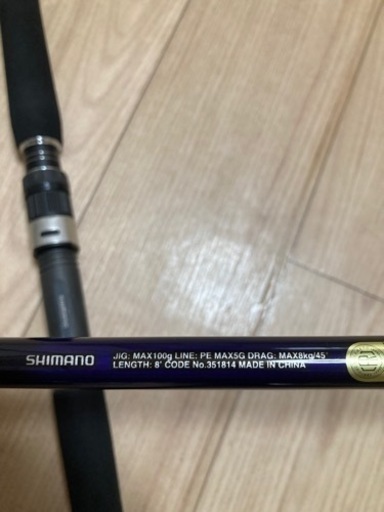 SHIMANO
JIG: MAX100g LINE: PE MAX5G DRAG: MAX8kg/45°
LENGTH: 8' CODE No.351814 MADE IN CHINA